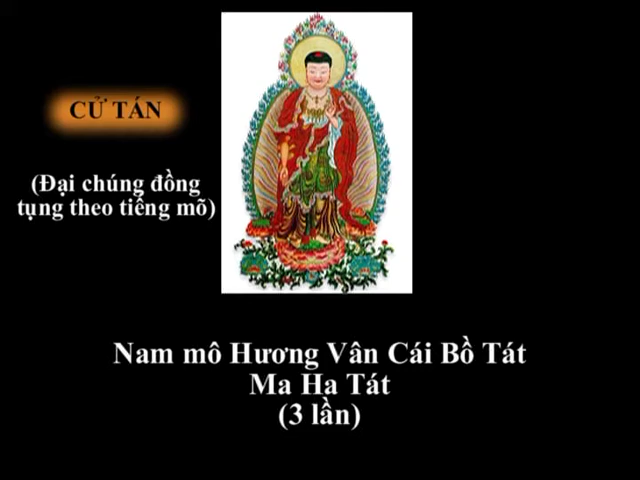 CỬ TÁN
(Đại chúng đồng
tụng theo tiếng mõ)
Nam mô Hương Vân Cái Bồ Tát
Ma Ha Tát
(3 lần)